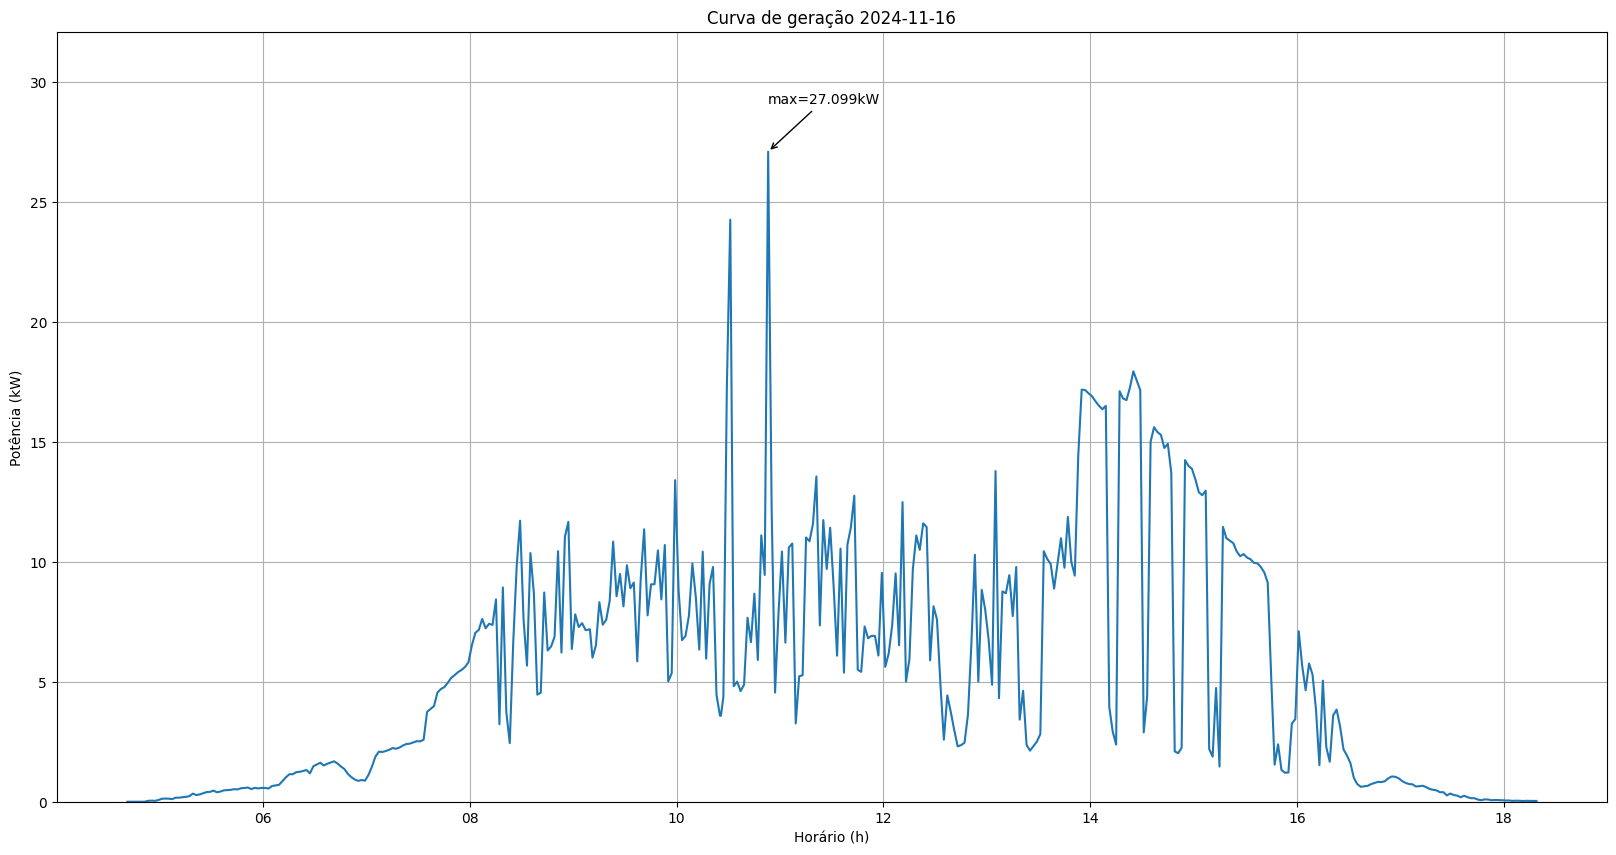 Curva de geração 2024-11-16
30
25
20
15
10
5
0
Potência (kW)
max=27.099kW
06 08 10 12 14 16 18
Horário (h)